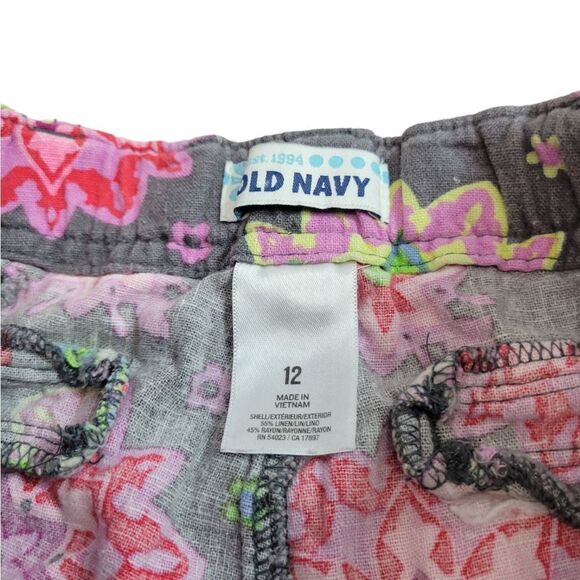 est. 1994
OLD NAVY
12
MADE IN
VIETNAM
SHELL/EXTÉRIEUR/EXTERIOR
55% LINEN/LIN/LINO
45% RAYON/RAYONNE/RAYON
RN 54023 / CA 17897